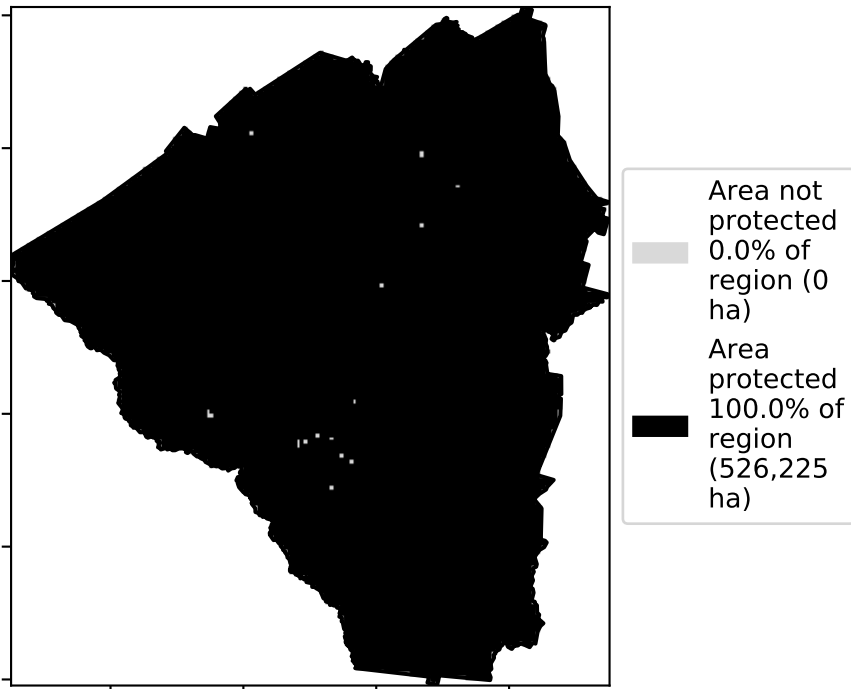 Area not
protected
0.0% of
region (0
ha)
Area
protected
100.0% of
region
(526,225
ha)